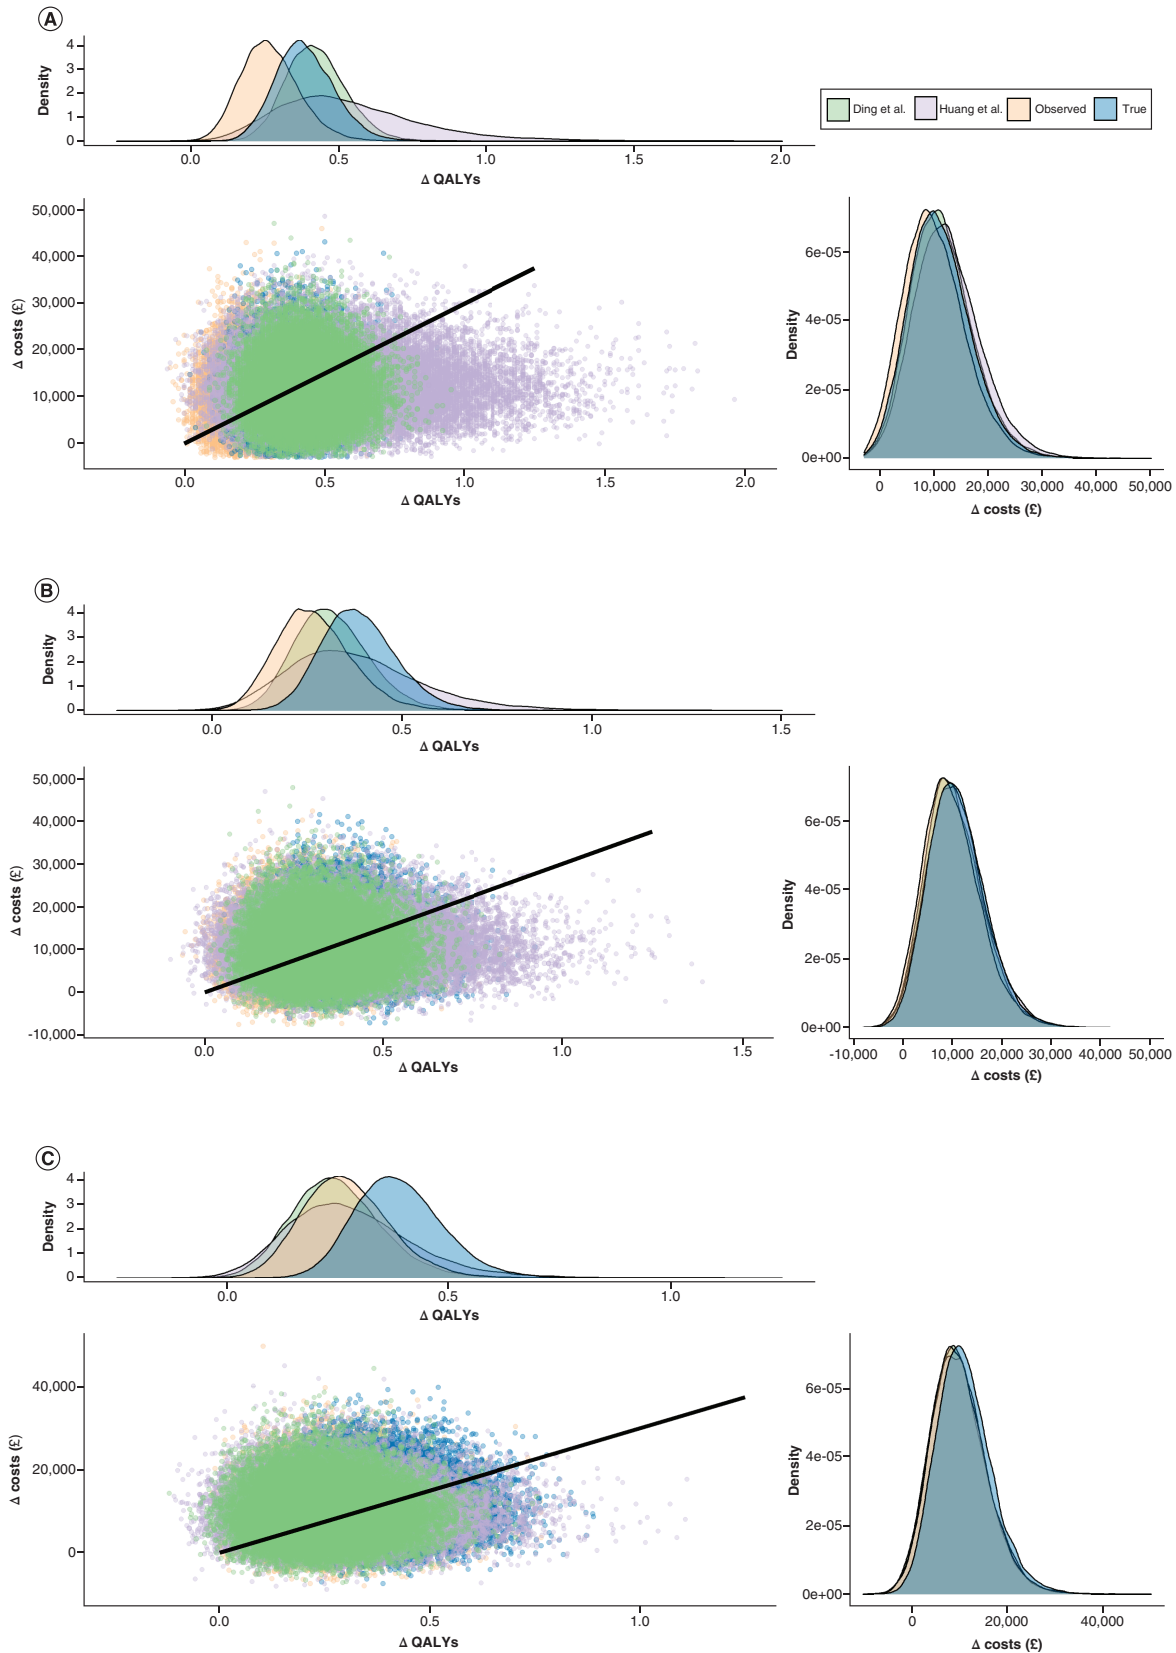 A
Density
4
3
2
1
0
0.0 0.5 1.0 1.5 2.0
Δ QALYs
Ding et al. Huang et al. Observed True
Δ costs (£)
50,000
40,000
30,000
20,000
10,000
0
0.0 0.5 1.0 1.5 2.0
Δ QALYs
Density
6e-05
4e-05
2e-05
0e+00
0 10,000 20,000 30,000 40,000 50,000
Δ costs (£)
B
Density
4
3
2
1
0
0.0 0.5 1.0 1.5
Δ QALYs
Δ costs (£)
50,000
40,000
30,000
20,000
10,000
0
-10,000
0.0 0.5 1.0 1.5
Δ QALYs
Density
6e-05
4e-05
2e-05
0e+00
-10,000 0 10,000 20,000 30,000 40,000 50,000
Δ costs (£)
C
Density
4
3
2
1
0
0.0 0.5 1.0
Δ QALYs
Δ costs (£)
40,000
20,000
0
0.0 0.5 1.0
Δ QALYs
Density
6e-05
4e-05
2e-05
0e+00
0 20,000 40,000
Δ costs (£)